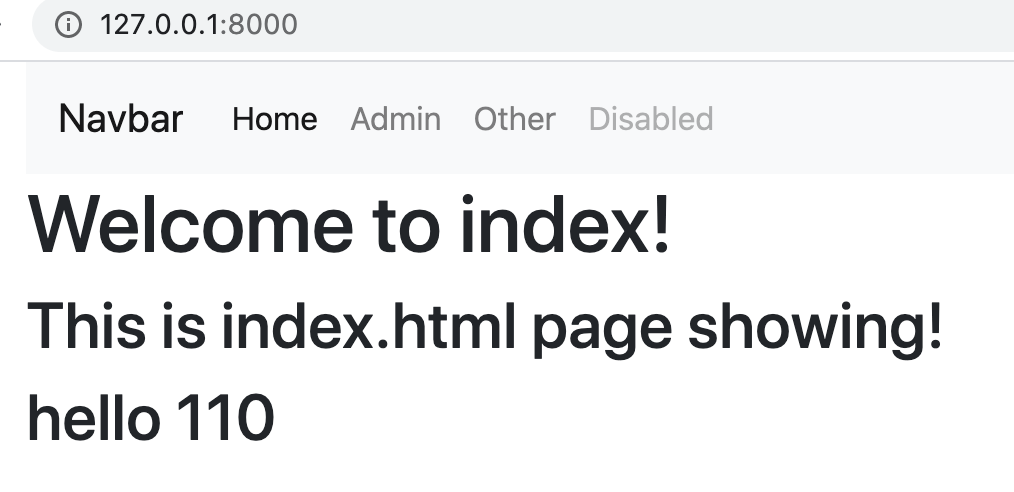 127.0.0.1:8000
Navbar Home Admin Other Disabled
Welcome to index!
This is index.html page showing!
hello 110